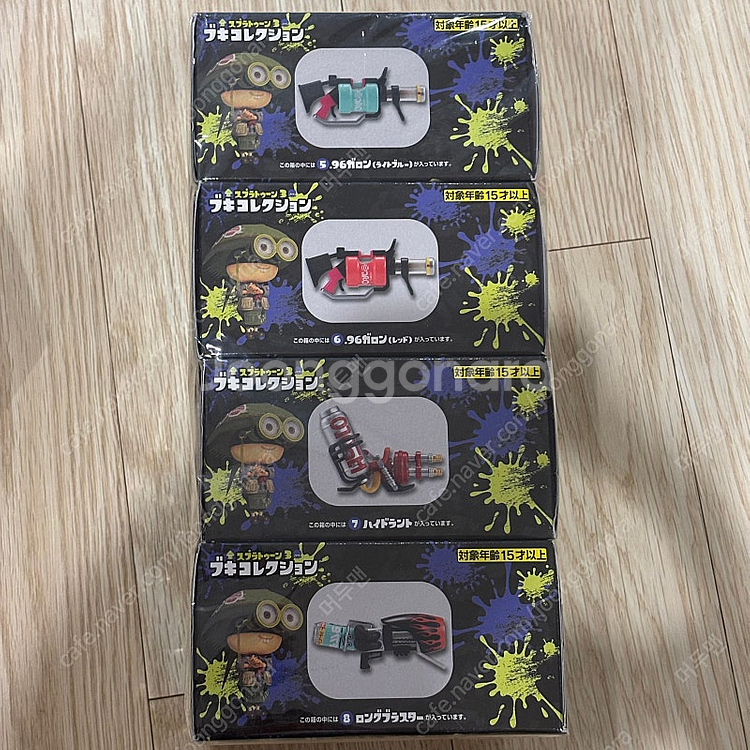 スプラトゥーン3
ブキコレクション
対象年齢15才以上
この箱の中には 5 .96ガロン(ライトブルー)が入っています。
スプラトゥーン3
ブキコレクション
対象年齢15才以上
この箱の中には 6 .96ガロン(レッド)が入っています。
スプラトゥーン3
ブキコレクション
対象年齢15才以上
この箱の中には 7 ハイドラントが入っています。
スプラトゥーン3
ブキコレクション
対象年齢15才以上
この箱の中には 8 ロングブラスターが入っています。
joonggonara
머두맨